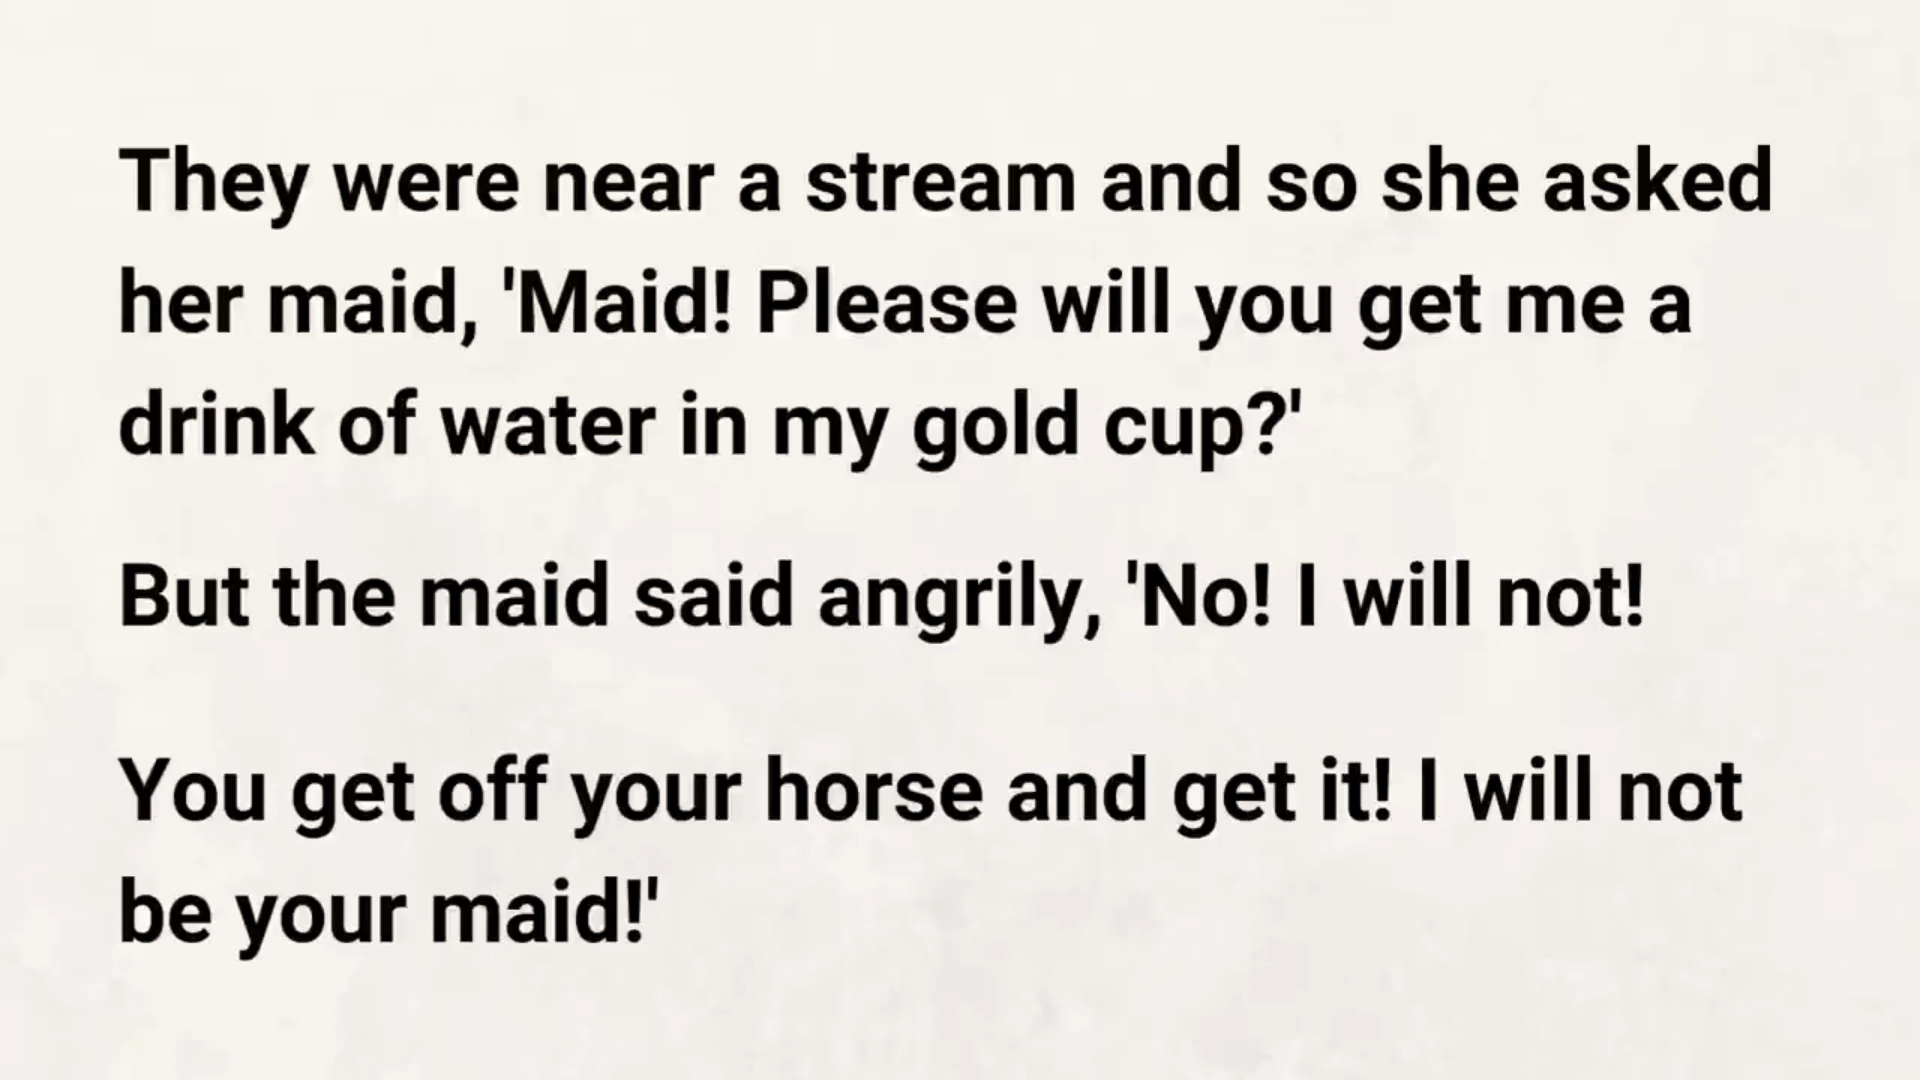 They were near a stream and so she asked
her maid, 'Maid! Please will you get me a
drink of water in my gold cup?'
But the maid said angrily, 'No! I will not!
You get off your horse and get it! I will not
be your maid!'